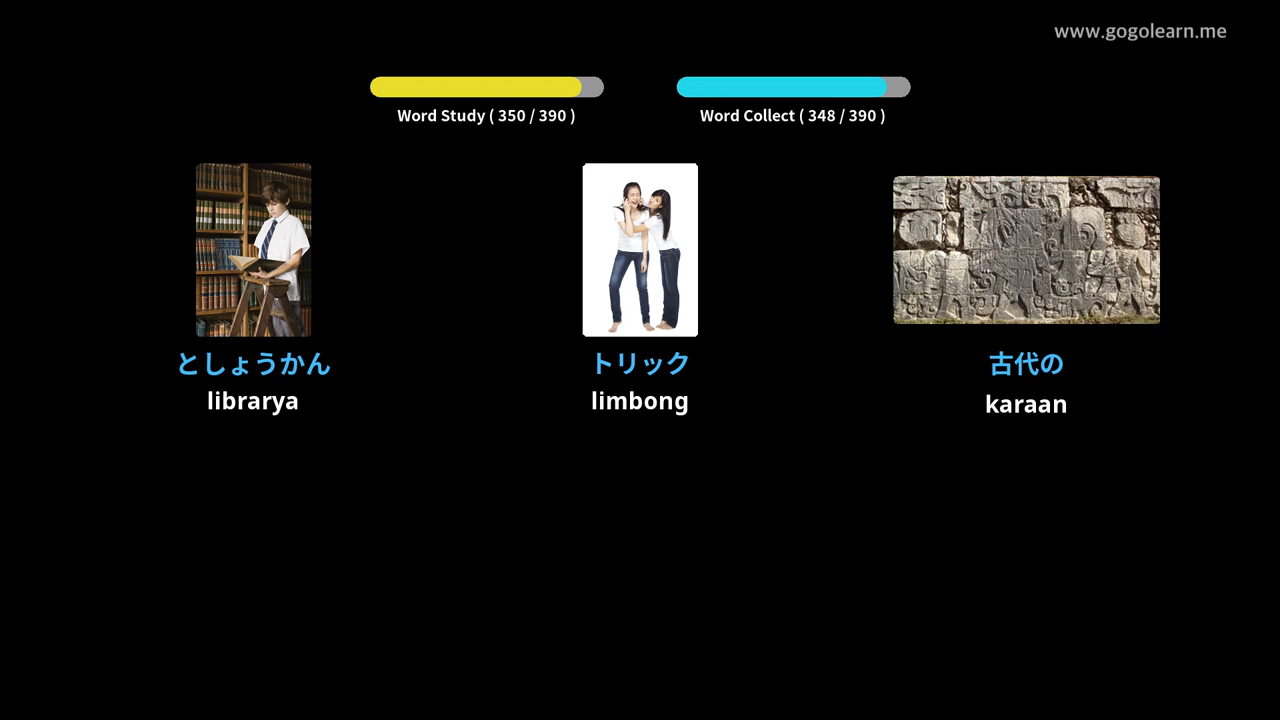 www.gogolearn.me
Word Study ( 350 / 390 )
Word Collect ( 348 / 390 )
としょうかん
librarya
トリック
limbong
古代の
karaan